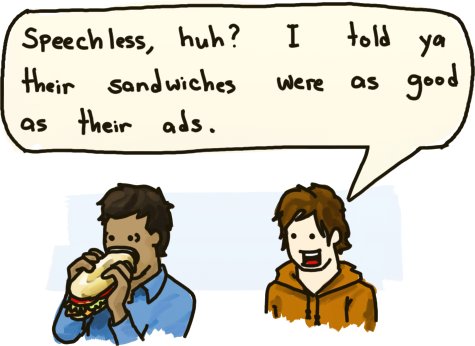 Speechless, huh? I told ya
their sandwiches were as good
as their ads.